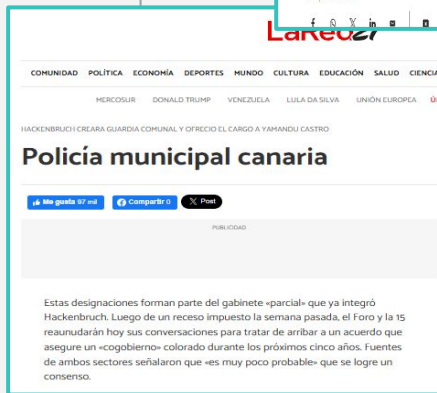 LaRed21
COMUNIDAD POLÍTICA ECONOMÍA DEPORTES MUNDO CULTURA EDUCACIÓN SALUD CIENCIA
MERCOSUR DONALD TRUMP VENEZUELA LULA DA SILVA UNIÓN EUROPEA
HACKENBRUCH CREARA GUARDIA COMUNAL Y OFRECIO EL CARGO A YAMANDU CASTRO
Policía municipal canaria
Me gusta 97 mil Compartir 0 X Post
PUBLICIDAD
Estas designaciones forman parte del gabinete «parcial» que ya integró
Hackenbruch. Luego de un receso impuesto la semana pasada, el Foro y la 15
reanudarán hoy sus conversaciones para tratar de arribar a un acuerdo que
asegure un «cogobierno» colorado durante los próximos cinco años. Fuentes
de ambos sectores señalaron que «es muy poco probable» que se logre un
consenso.